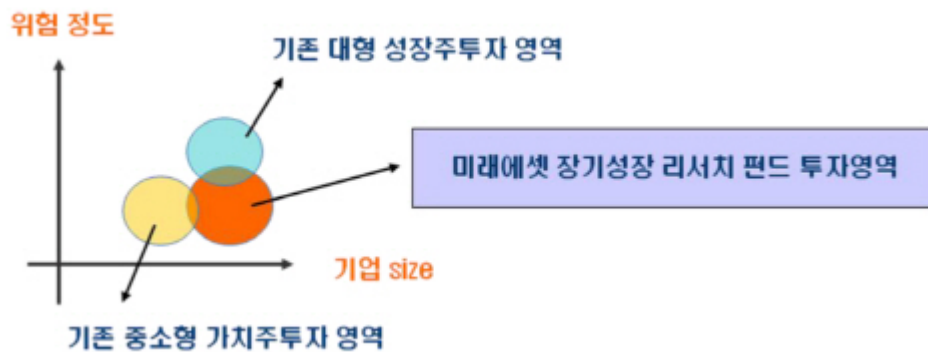 위험 정도
기존 대형 성장주투자 영역
미래에셋 장기성장 리서치 펀드 투자영역
기업 size
기존 중소형 가치주투자 영역